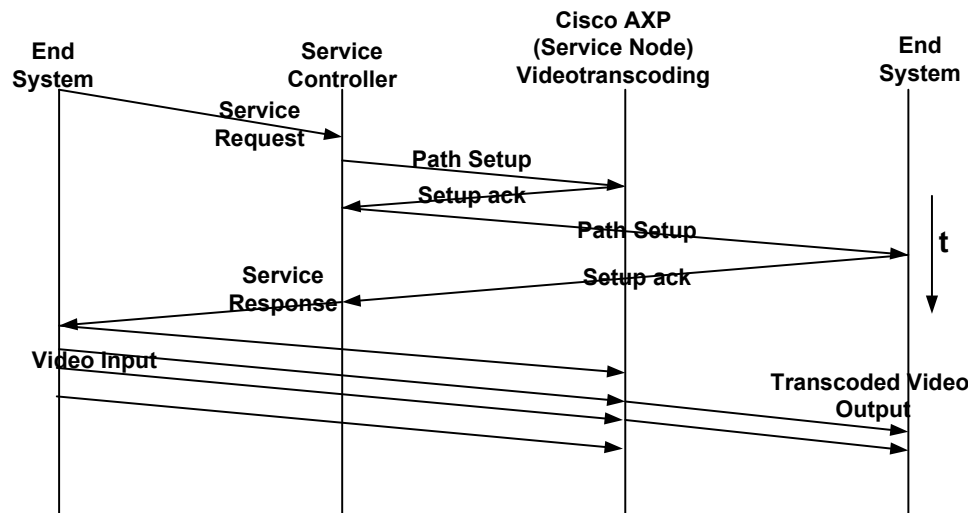 End
System
Service
Controller
Cisco AXP
(Service Node)
Videotranscoding
End
System
Service
Request
Path Setup
Setup ack
Path Setup
t
Setup ack
Service
Response
Video Input
Transcoded Video
Output